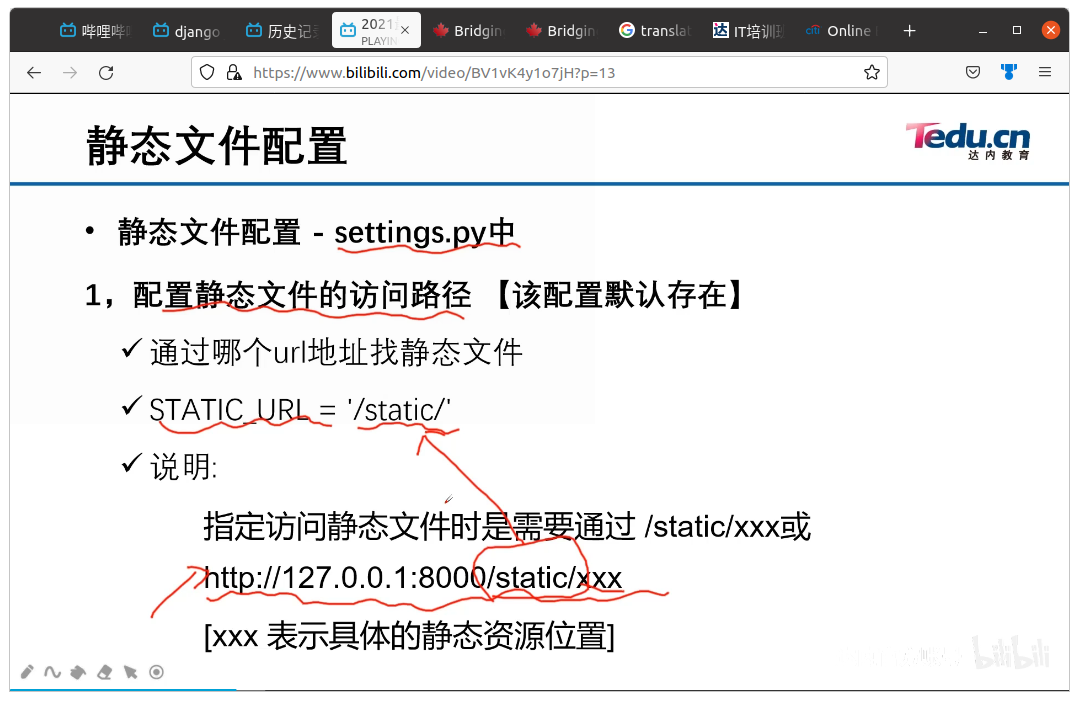 哔哩哔哩
django
历史记录
2021
PLAYIN
Bridgin
Bridgin
translat
达 IT培训班
citi Online
https://www.bilibili.com/video/BV1vK4y1o7jH?p=13
静态文件配置
Tedu.cn
达内教育
• 静态文件配置 - settings.py中
1，配置静态文件的访问路径 【该配置默认存在】
✓ 通过哪个url地址找静态文件
✓ STATIC_URL = '/static/'
✓ 说明:
指定访问静态文件时是需要通过 /static/xxx或
http://127.0.0.1:8000/static/xxx
[xxx 表示具体的静态资源位置]
bilibili